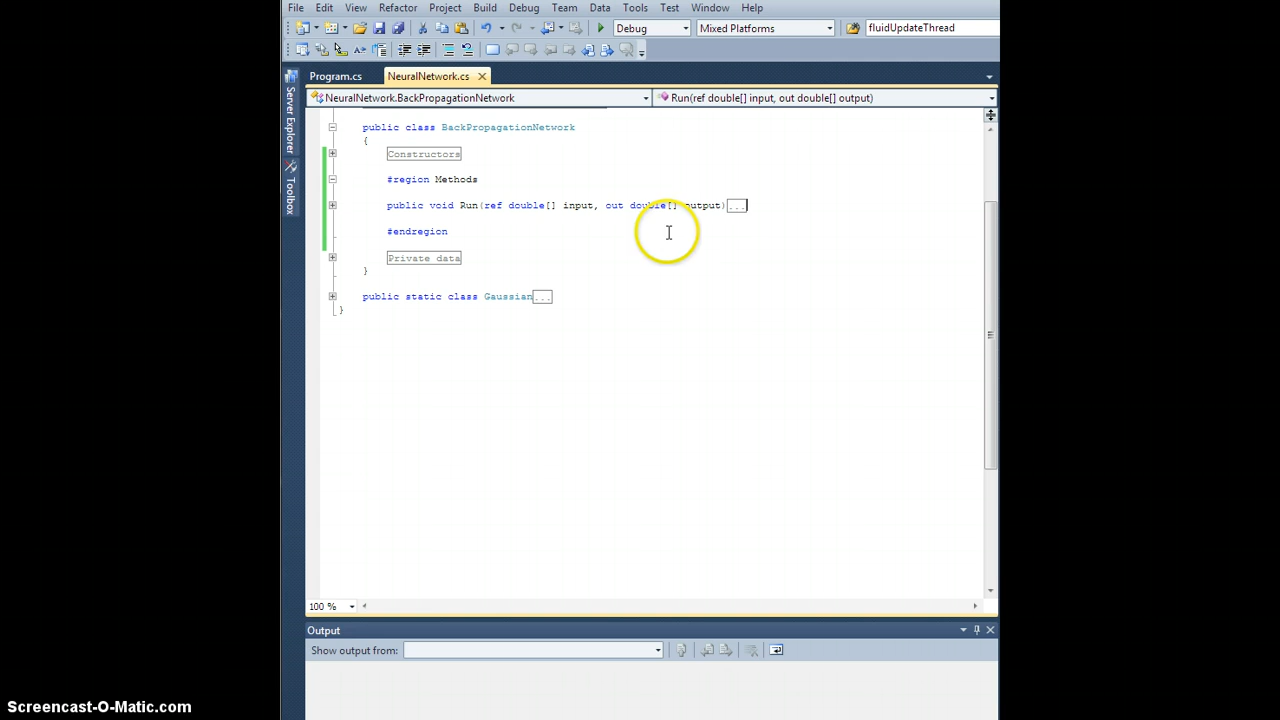 File Edit View Refactor Project Build Debug Team Data Tools Test Window Help
Debug Mixed Platforms fluidUpdateThread
Program.cs NeuralNetwork.cs
NeuralNetwork.BackPropagationNetwork Run(ref double[] input, out double[] output)
Server Explorer
Toolbox
public class BackPropagationNetwork
{
Constructors
#region Methods
public void Run(ref double[] input, out double[] output)...
#endregion
Private data
}
public static class Gaussian...
}
100 %
Output
Show output from:
Screencast-O-Matic.com